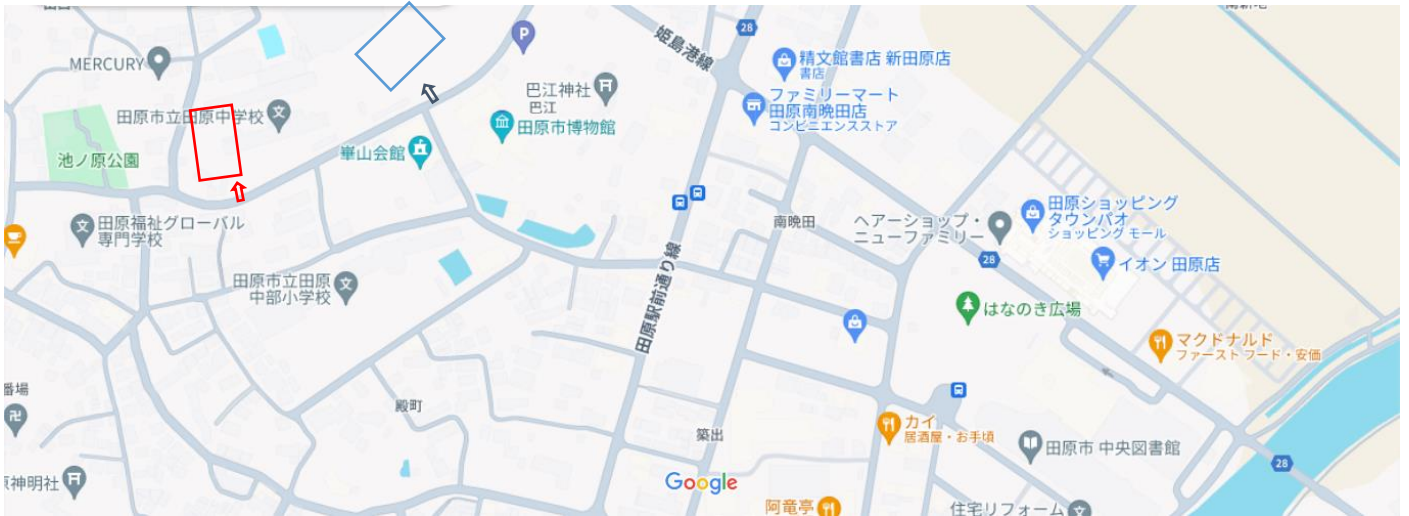 28
姫島港線
精文館書店 新田原店
書店
MERCURY
P
ファミリーマート
田原南晩田店
コンビニエンスストア
巴江神社
巴江
田原市立田原中学校
文
田原市博物館
崋山会館
池ノ原公園
田原福祉グローバル
専門学校
文
南晩田
ヘアーショップ・
ニューファミリー
田原ショッピング
タウンパオ
ショッピング モール
28
イオン 田原店
田原市立田原
中部小学校
文
田原駅前通り線
はなのき広場
マクドナルド
ファースト フード・安価
番場
卍
殿町
築出
カイ
居酒屋・お手頃
田原市 中央図書館
28
神明社
Google
阿竜亭
住宅リフォーム
文